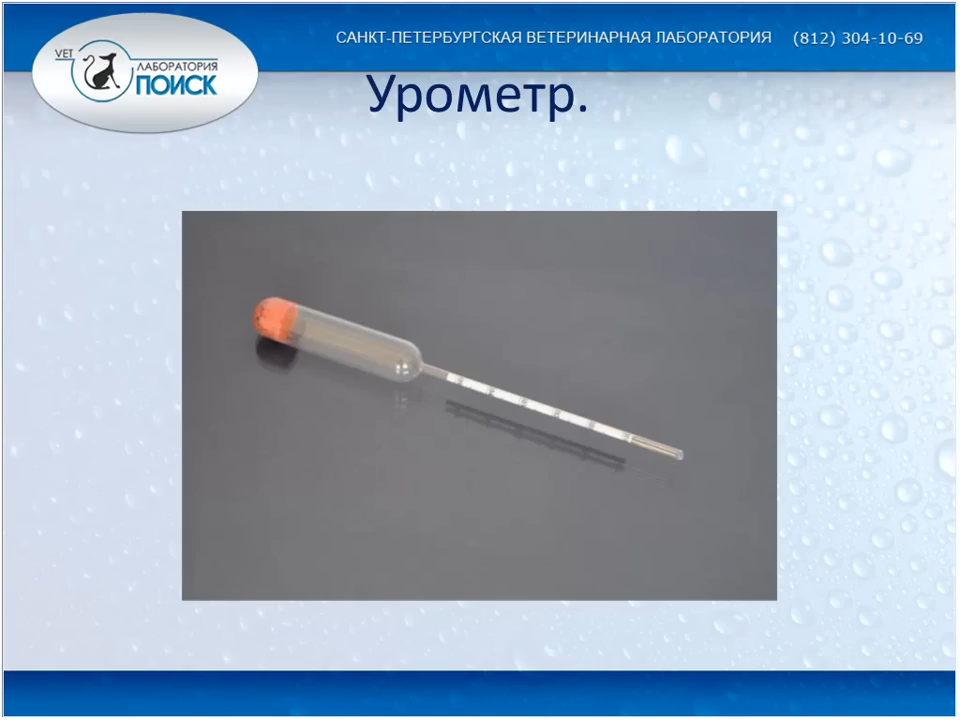 САНКТ-ПЕТЕРБУРГСКАЯ ВЕТЕРИНАРНАЯ ЛАБОРАТОРИЯ (812) 304-10-69
VET
ЛАБОРАТОРИЯ
ПОИСК
Урометр.